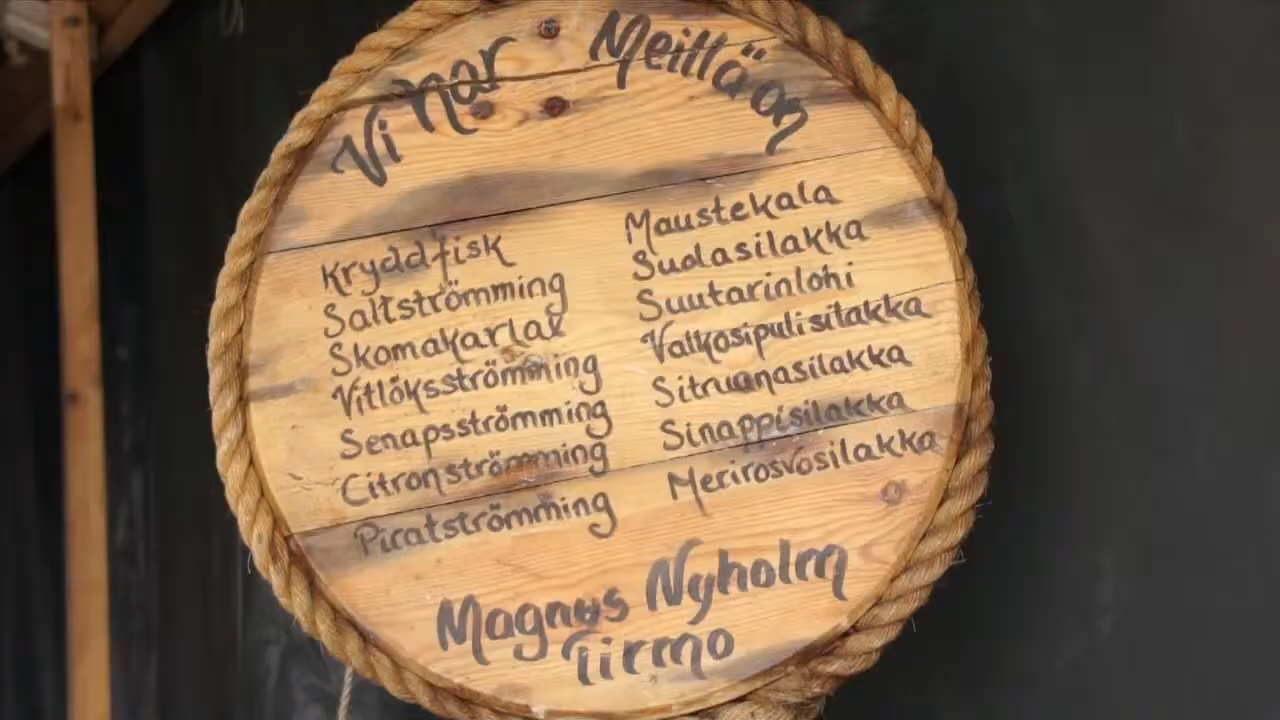 Vi har
Meillä on
Kryddfisk
Saltströmming
Skomakarlax
Vitlöksströmming
Senapsströmming
Citronströmming
Piratströmming
Maustekala
Suolasilakka
Suutarinlohi
Valkosipulisilakka
Sitruunasilakka
Sinappisilakka
Merirosvosilakka
Magnus Nyholm
Tirmo